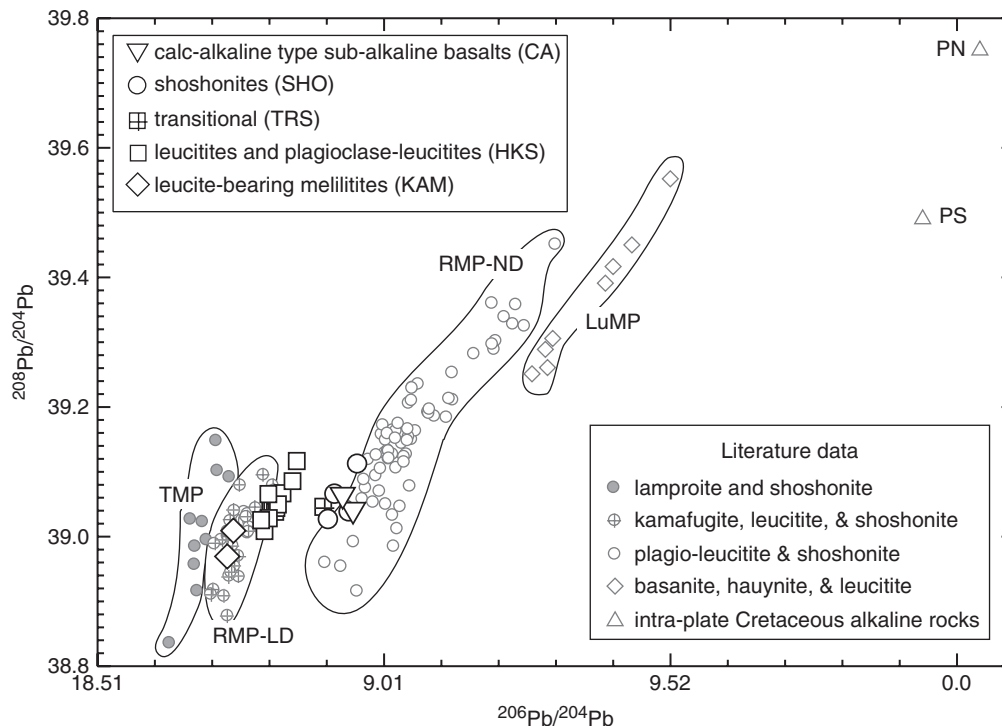 39.8
39.6
39.4
39.2
39.0
38.8
208Pb/204Pb
calc-alkaline type sub-alkaline basalts (CA)
shoshonites (SHO)
transitional (TRS)
leucitites and plagioclase-leucitites (HKS)
leucite-bearing melilitites (KAM)
PN
PS
RMP-ND
LuMP
TMP
RMP-LD
Literature data
lamproite and shoshonite
kamafugite, leucitite, & shoshonite
plagio-leucitite & shoshonite
basanite, hauynite, & leucitite
intra-plate Cretaceous alkaline rocks
18.51 9.01 9.52 0.0
206Pb/204Pb